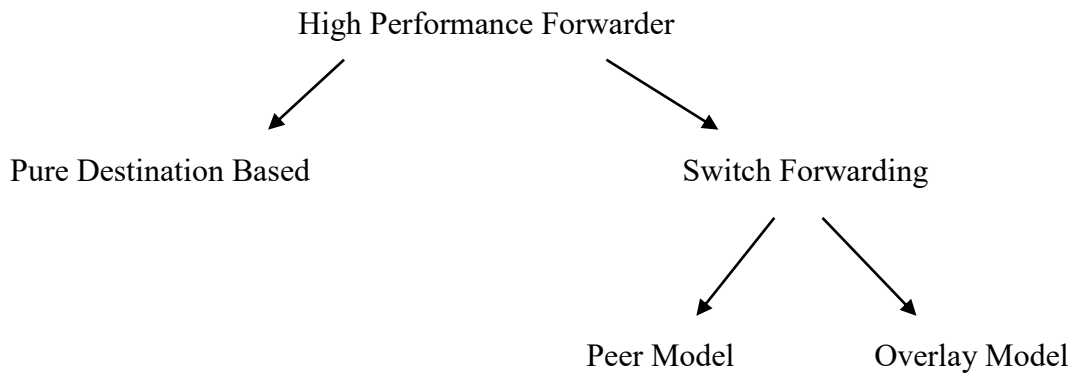 High Performance Forwarder
Pure Destination Based
Switch Forwarding
Peer Model
Overlay Model